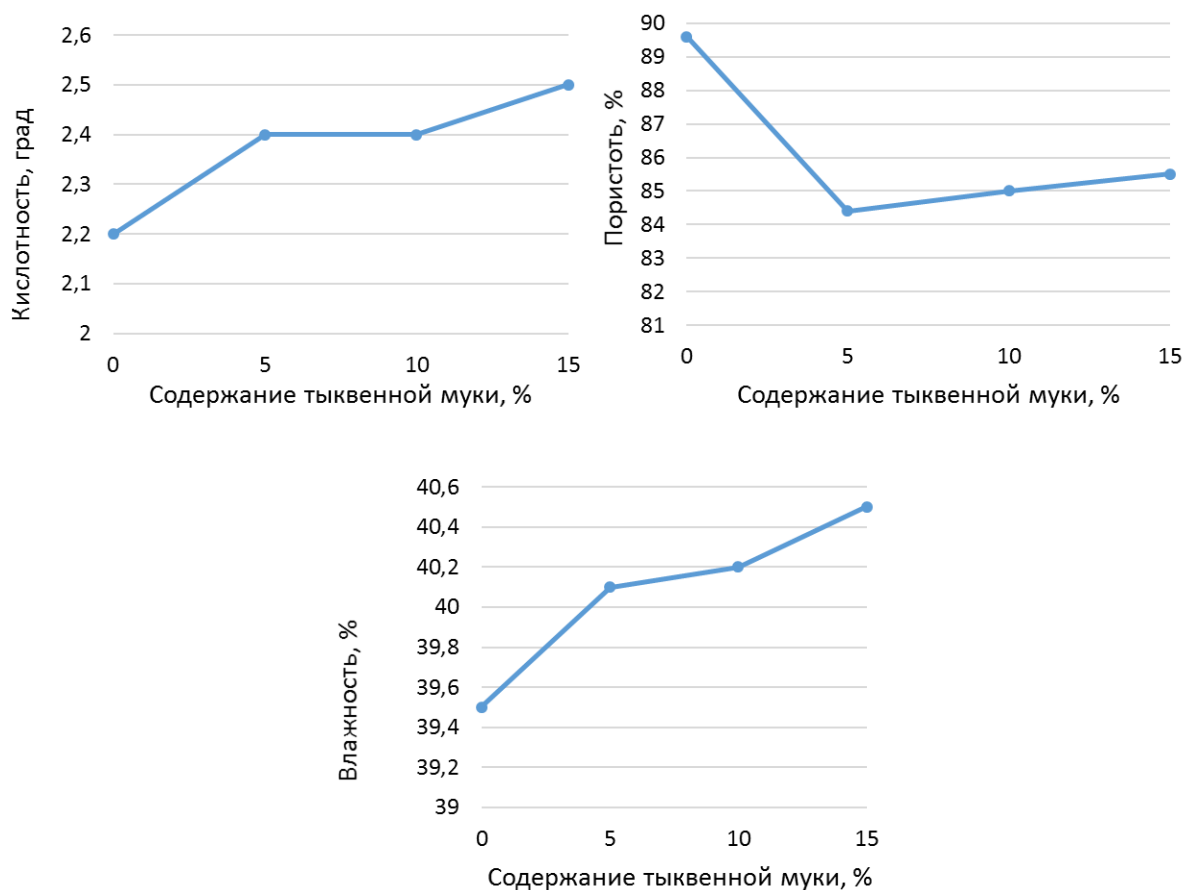 2,6
2,5
2,4
2,3
2,2
2,1
2
Кислотность, град
0 5 10 15
Содержание тыквенной муки, %
90
89
88
87
86
85
84
83
82
81
Пористоть, %
0 5 10 15
Содержание тыквенной муки, %
40,6
40,4
40,2
40
39,8
39,6
39,4
39,2
39
Влажность, %
0 5 10 15
Содержание тыквенной муки, %